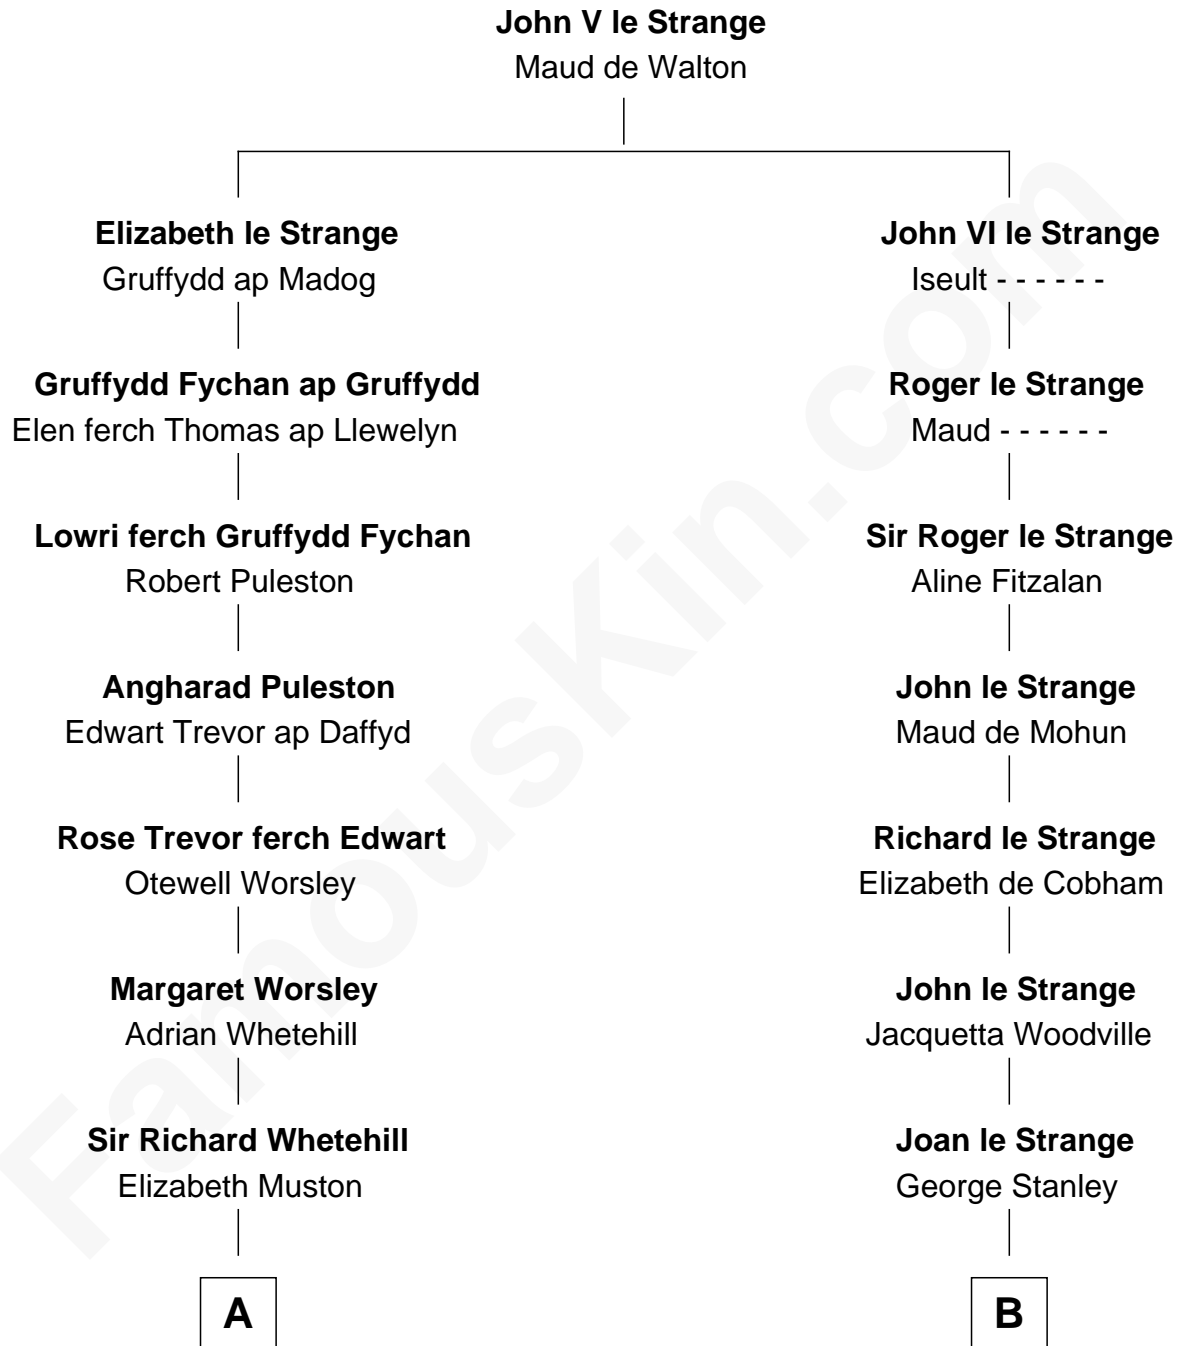 John V le Strange
Maud de Walton
Elizabeth le Strange
Gruffydd ap Madog
Gruffydd Fychan ap Gruffydd
Elen ferch Thomas ap Llewelyn
Lowri ferch Gruffydd Fychan
Robert Puleston
Angharad Puleston
Edwart Trevor ap Daffyd
Rose Trevor ferch Edwart
Otewell Worsley
Margaret Worsley
Adrian Whetehill
Sir Richard Whetehill
Elizabeth Muston
A
John VI le Strange
Iseult - - - - - -
Roger le Strange
Maud - - - - - -
Sir Roger le Strange
Aline Fitzalan
John le Strange
Maud de Mohun
Richard le Strange
Elizabeth de Cobham
John le Strange
Jacquetta Woodville
Joan le Strange
George Stanley
B
FamousKin.com